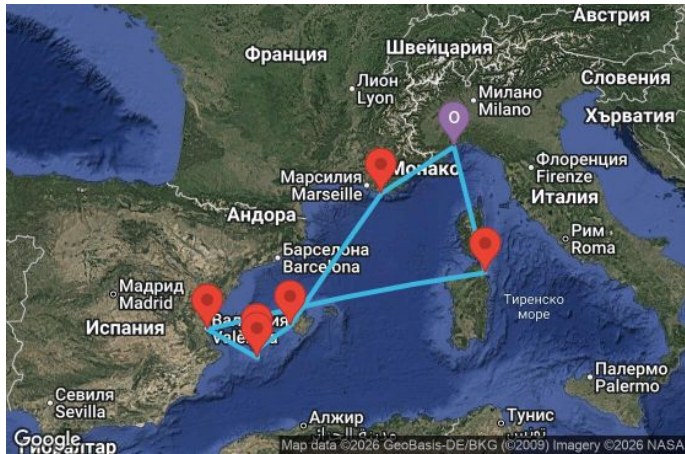 Австрия
Франция
Швейцария
Словения
Лион
Lyon
Милано
Milano
Хърватия
O
Марсилия
Marseille
Монако
Флоренция
Firenze
Италия
Андора
Барселона
Barcelona
Рим
Roma
Мадрид
Madrid
Испания
Тиренско
море
Севиля
Sevilla
Палермо
Palermo
Алжир
Тунис
Google
Map data ©2026 GeoBasis-DE/BKG (©2009) Imagery ©2026 NASA